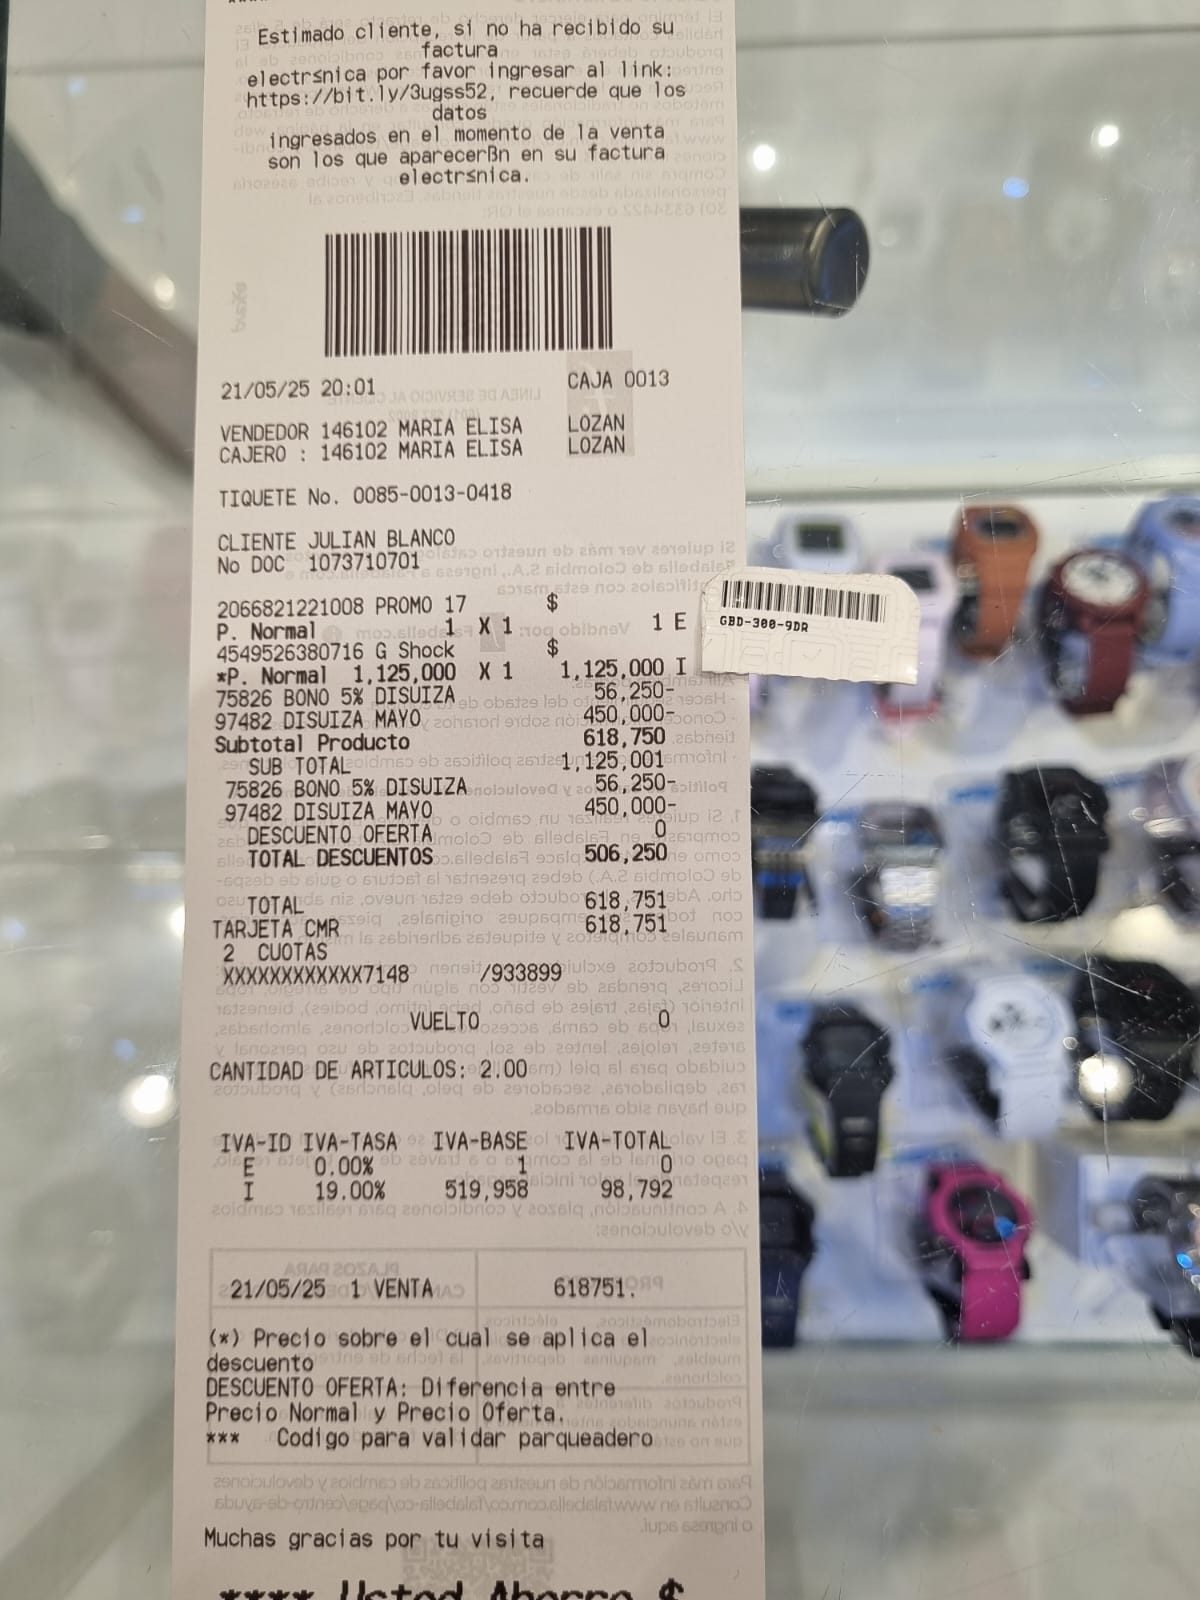 Estimado cliente, si no ha recibido su
factura
electr≤nica por favor ingresar al link:
https://bit.ly/3ugss52, recuerde que los
datos
ingresados en el momento de la venta
son los que aparecerßn en su factura
electr≤nica.
21/05/25 20:01 CAJA 0013
VENDEDOR 146102 MARIA ELISA LOZAN
CAJERO : 146102 MARIA ELISA LOZAN
TIQUETE No. 0085-0013-0418
CLIENTE JULIAN BLANCO
No DOC 1073710701
2066821221008 PROMO 17 $
P. Normal 1 X 1 1 E
4549526380716 G Shock $
*P. Normal 1,125,000 X 1 1,125,000 I
75826 BONO 5% DISUIZA 56,250-
97482 DISUIZA MAYO 450,000-
Subtotal Producto 618,750
SUB TOTAL 1,125,001
75826 BONO 5% DISUIZA 56,250-
97482 DISUIZA MAYO 450,000-
DESCUENTO OFERTA 0
TOTAL DESCUENTOS 506,250
TOTAL 618,751
TARJETA CMR 618,751
2 CUOTAS
XXXXXXXXXXXX7148 /933899
VUELTO 0
CANTIDAD DE ARTICULOS: 2.00
IVA-ID IVA-TASA IVA-BASE IVA-TOTAL
E 0.00% 1 0
I 19.00% 519,958 98,792
21/05/25 1 VENTA 618751.
(*) Precio sobre el cual se aplica el
descuento
DESCUENTO OFERTA: Diferencia entre
Precio Normal y Precio Oferta.
*** Codigo para validar parqueadero
Muchas gracias por tu visita
**** Usted Ahorro $
GBD-300-9DR